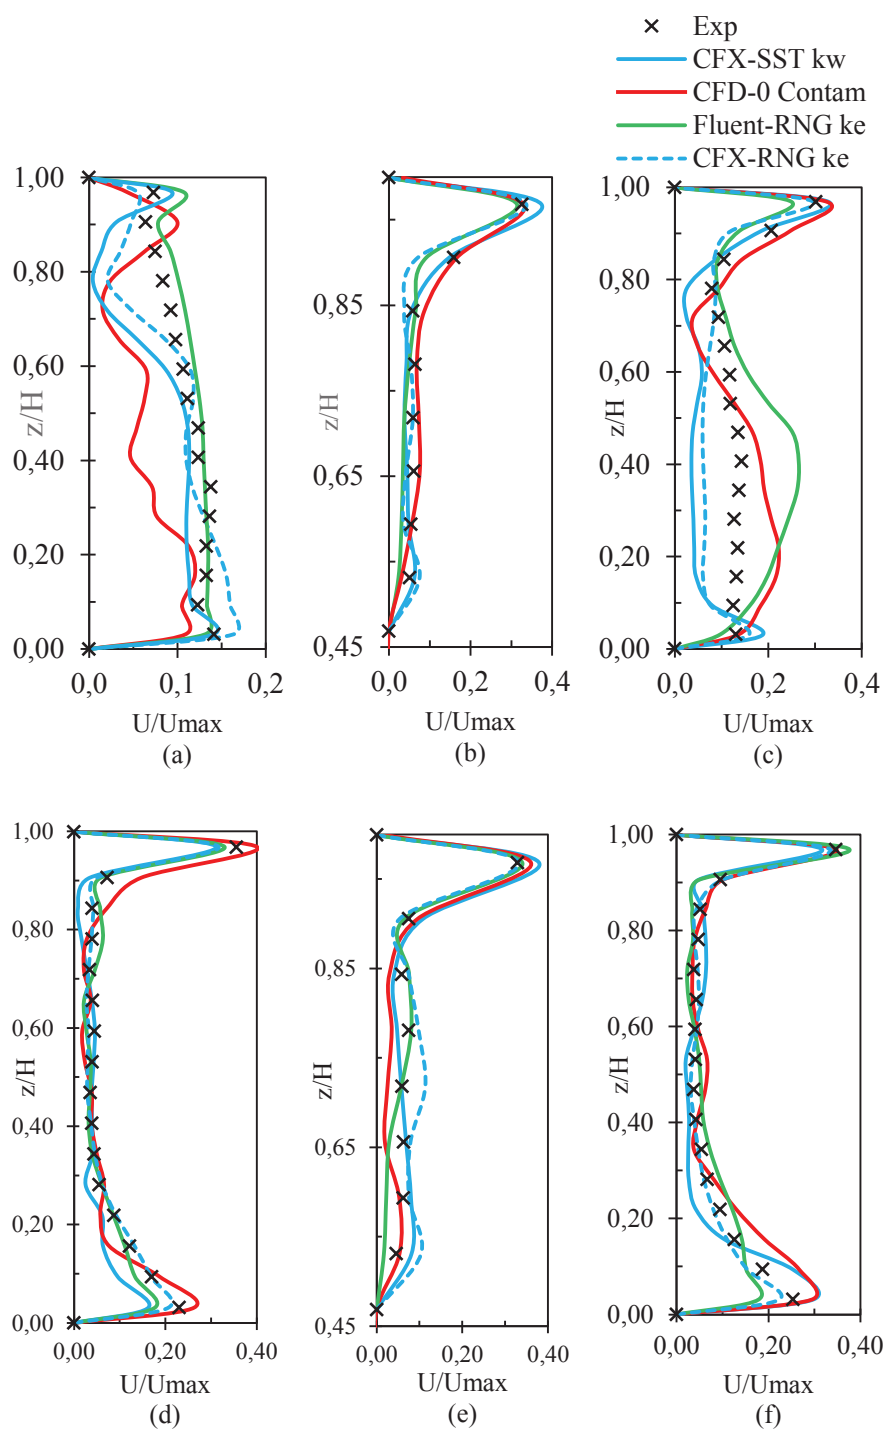 Exp
CFX-SST kw
CFD-0 Contam
Fluent-RNG ke
CFX-RNG ke
1,00
0,80
0,60
0,40
0,20
0,00
z/H
0,0
0,1
0,2
U/Umax
(a)
0,85
0,65
0,45
z/H
0,0
0,2
0,4
U/Umax
(b)
1,00
0,80
0,60
0,40
0,20
0,00
z/H
0,0
0,2
0,4
U/Umax
(c)
1,00
0,80
0,60
0,40
0,20
0,00
z/H
0,00
0,20
0,40
U/Umax
(d)
0,85
0,65
0,45
z/H
0,00
0,20
0,40
U/Umax
(e)
1,00
0,80
0,60
0,40
0,20
0,00
z/H
0,00
0,20
0,40
U/Umax
(f)